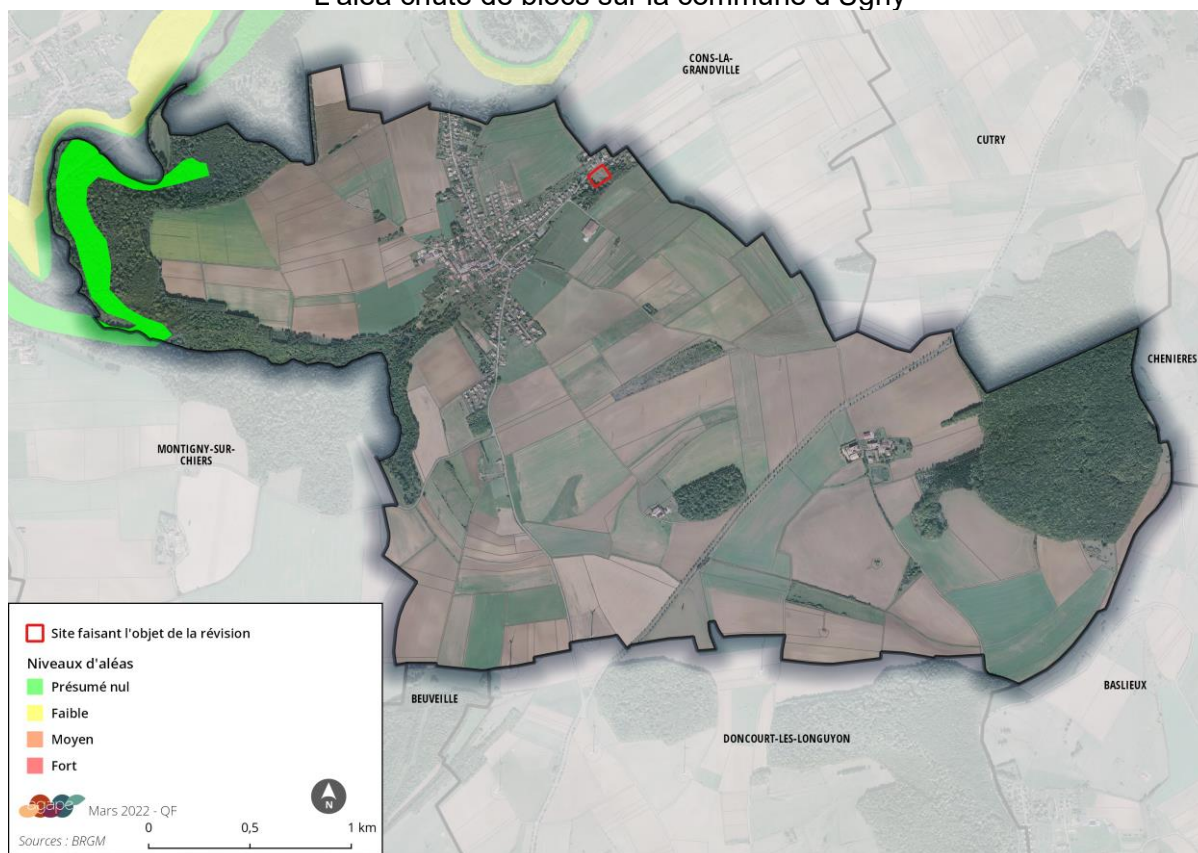 L'aléa chute de blocs sur la commune d'Ugny
CONS-LA-
GRANDVILLE
CUTRY
CHENIERES
MONTIGNY-SUR-
CHIERS
BASLIEUX
BEUVEILLE
DONCOURT-LES-LONGUYON
Site faisant l'objet de la révision
Niveaux d'aléas
Présumé nul
Faible
Moyen
Fort
agape Mars 2022 - QF
N
Sources : BRGM
0 0,5 1 km